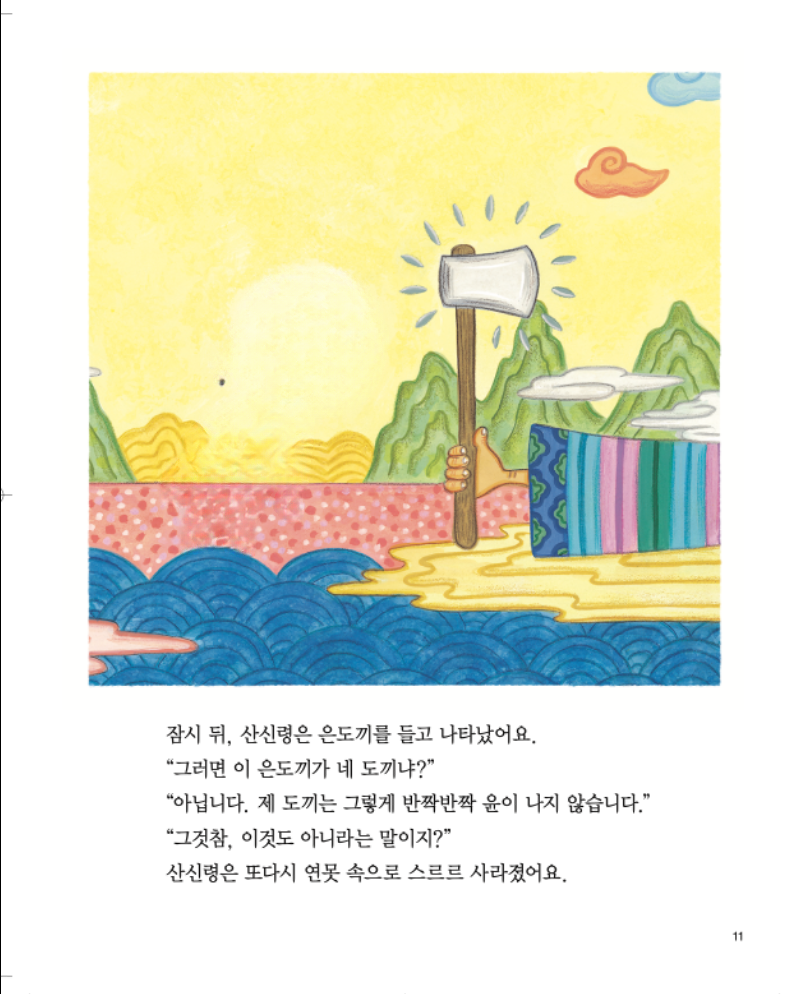 잠시 뒤, 산신령은 은도끼를 들고 나타났어요.
“그러면 이 은도끼가 네 도끼냐?”
“아닙니다. 제 도끼는 그렇게 반짝반짝 윤이 나지 않습니다.”
“그것참, 이것도 아니라는 말이지?”
산신령은 또다시 연못 속으로 스르르 사라졌어요.
11